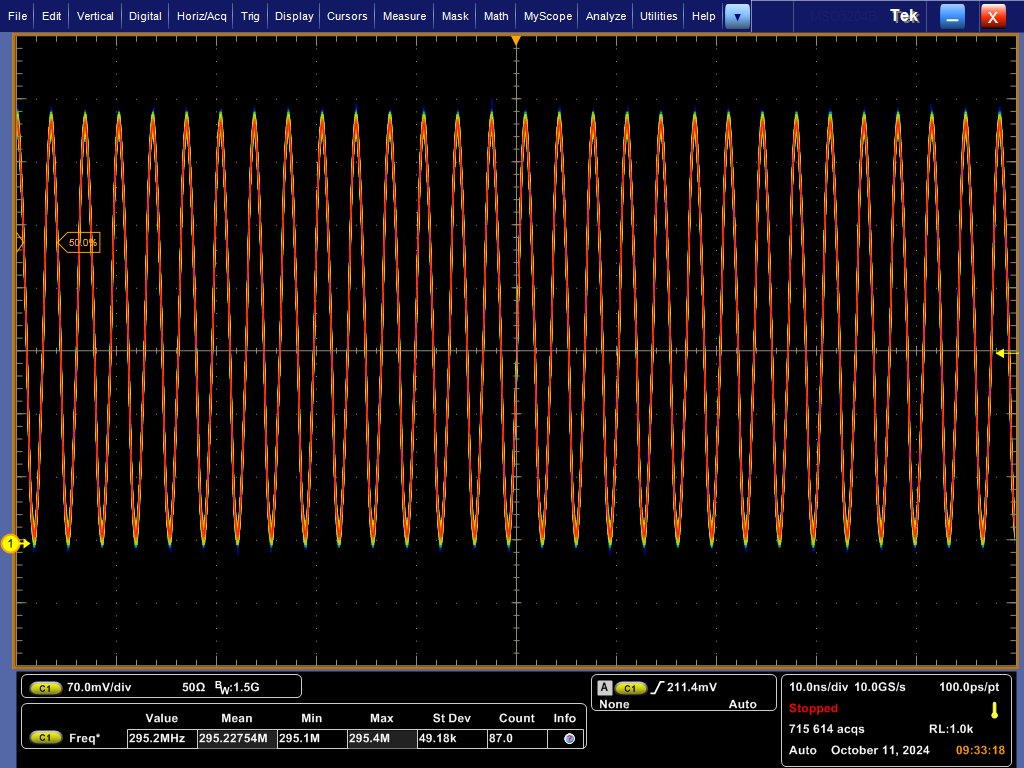 File Edit Vertical Digital Horiz/Acq Trig Display Cursors Measure Mask Math MyScope Analyze Utilities Help Tek X
50.0%
1
C1 70.0mV/div 50Ω BW:1.5G
A C1 211.4mV
None Auto
10.0ns/div 10.0GS/s 100.0ps/pt
Stopped
715 614 acqs RL:1.0k
Auto October 11, 2024 09:33:18
Value Mean Min Max St Dev Count Info
C1 Freq* 295.2MHz 295.22754M 295.1M 295.4M 49.18k 87.0